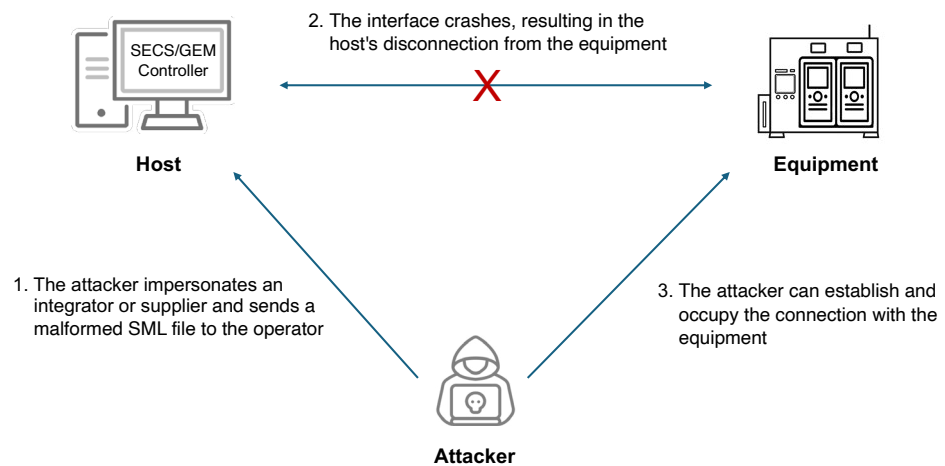 2. The interface crashes, resulting in the
host's disconnection from the equipment
SECS/GEM
Controller
X
Host
Equipment
1. The attacker impersonates an
integrator or supplier and sends a
malformed SML file to the operator
3. The attacker can establish and
occupy the connection with the
equipment
Attacker